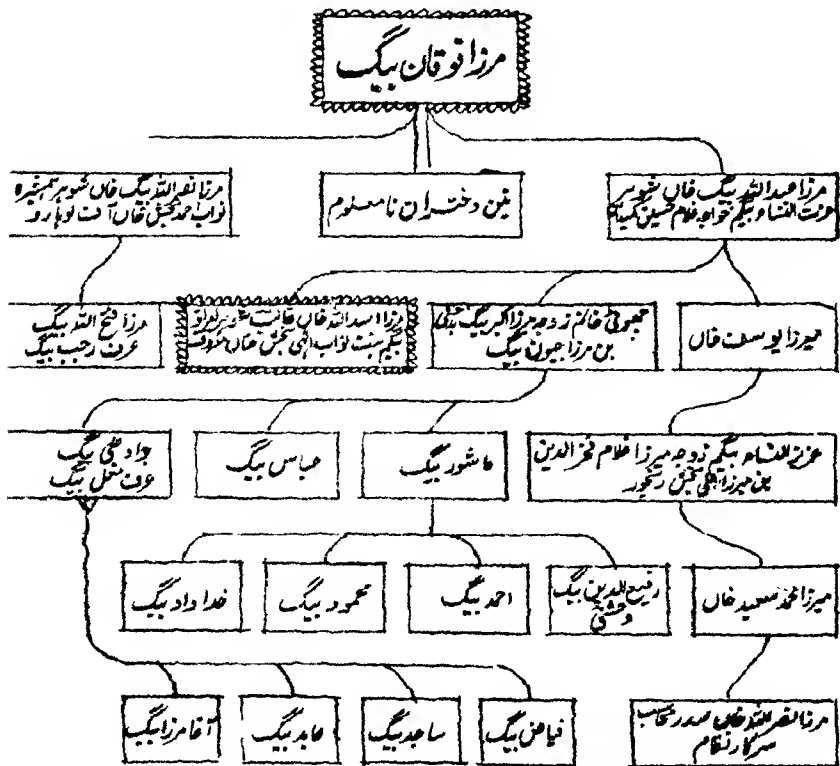 مرزا قوقان بیگ
مرزا عبداللہ بیگ خاں شوہر
عزت النساء بیگم خواجہ غلام حسین کمیدان
تین دختران نامعلوم
مرزا نصر اللہ بیگ خاں شوہر ہمشیرہ
نواب احمد بخش خاں آف لوہارو
میرزا یوسف خاں
چھوٹی خانم زوجہ میرزا اکبر بیگ بدخشی
بن مرزا جیون بیگ
مرزا اسد اللہ خاں غالب شوہر امراؤ
بیگم بنت نواب الٰہی بخش خاں معروف
مرزا فتح اللہ بیگ
عرف رجب بیگ
عزیز النساء بیگم زوجہ میرزا غلام فخر الدین
بن میرزا علی بخش رنجور
عاشور بیگ
عباس بیگ
جواد علی بیگ
عرف مغل بیگ
میرزا محمد سعید خاں
رفیع الدین بیگ
وحشی
احمد بیگ
محمود بیگ
خداداد بیگ
مرزا نصر اللہ خاں صدر محاسب
سرکار نظام
فیاض بیگ
ساجد بیگ
عابد بیگ
آغا مرزا بیگ